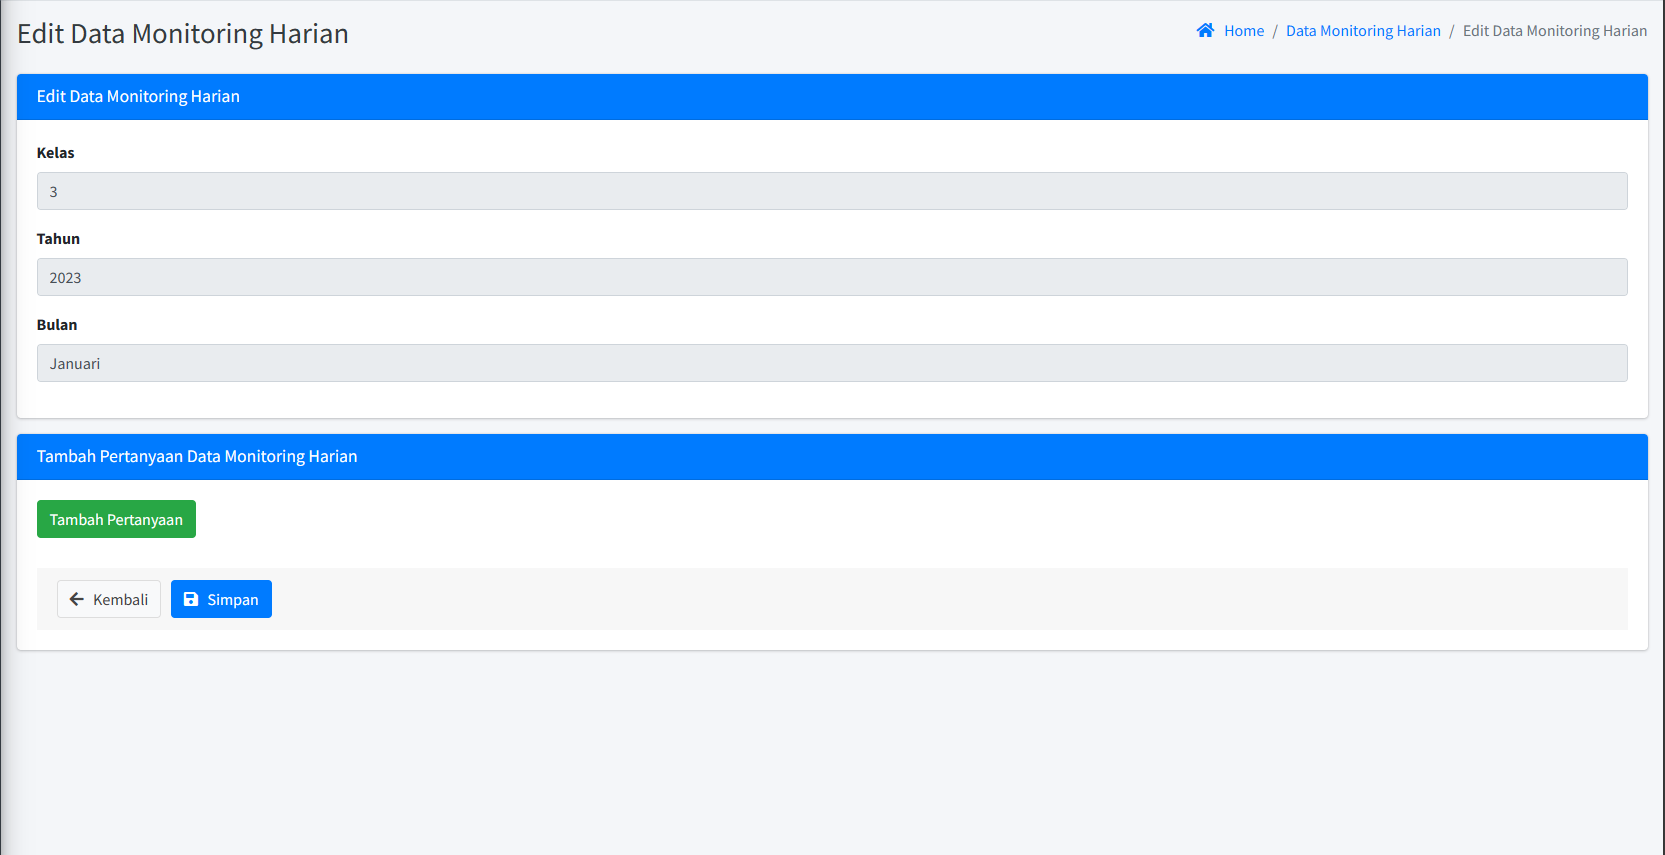 Edit Data Monitoring Harian
Home / Data Monitoring Harian / Edit Data Monitoring Harian
Edit Data Monitoring Harian
Kelas
3
Tahun
2023
Bulan
Januari
Tambah Pertanyaan Data Monitoring Harian
Tambah Pertanyaan
Kembali
Simpan